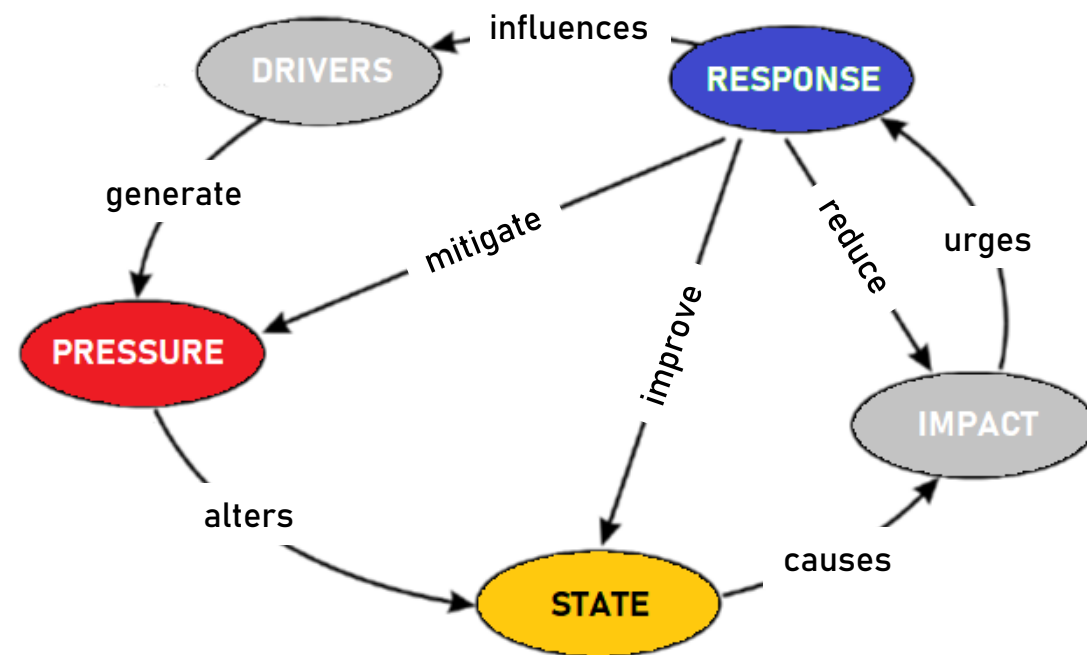 influences
DRIVERS
RESPONSE
generate
mitigate
reduce
urges
improve
PRESSURE
IMPACT
alters
causes
STATE